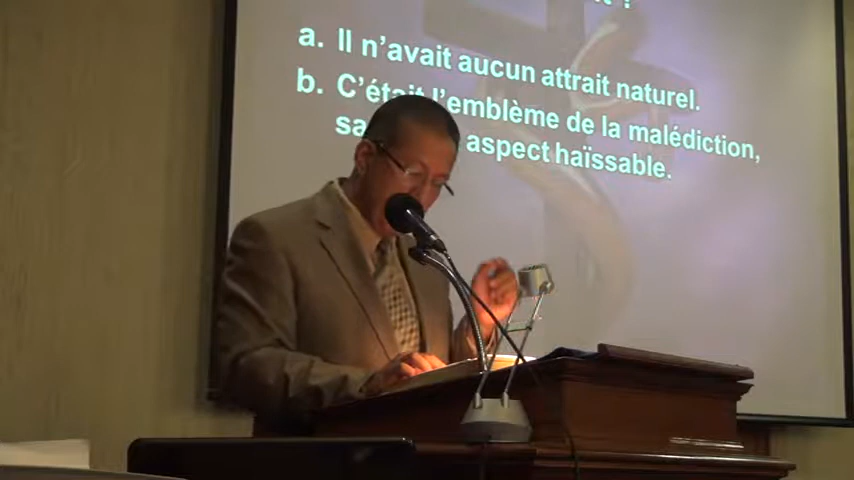 ?
a. Il n'avait aucun attrait naturel.
b. C'était l'emblème de la malédiction,
aspect haïssable.